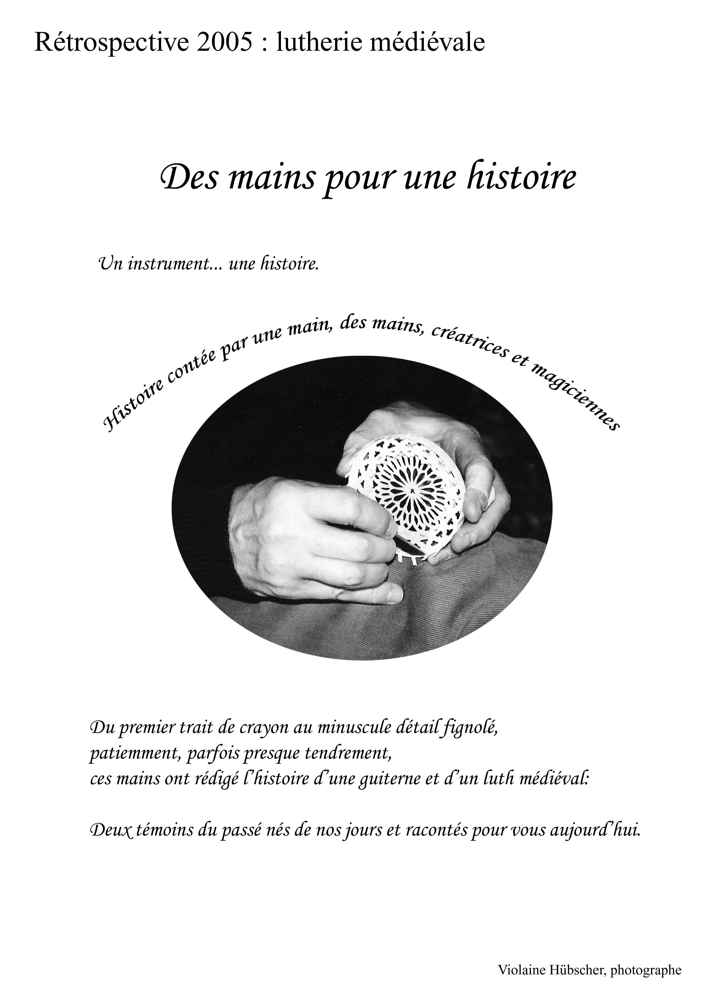 Rétrospective 2005 : lutherie médiévale
Des mains pour une histoire
Un instrument... une histoire.
Histoire contée par une main, des mains, créatrices et magiciennes
Du premier trait de crayon au minuscule détail fignolé,
patiemment, parfois presque tendrement,
ces mains ont rédigé l’histoire d’une guiterne et d’un luth médiéval:
Deux témoins du passé nés de nos jours et racontés pour vous aujourd’hui.
Violaine Hübscher, photographe